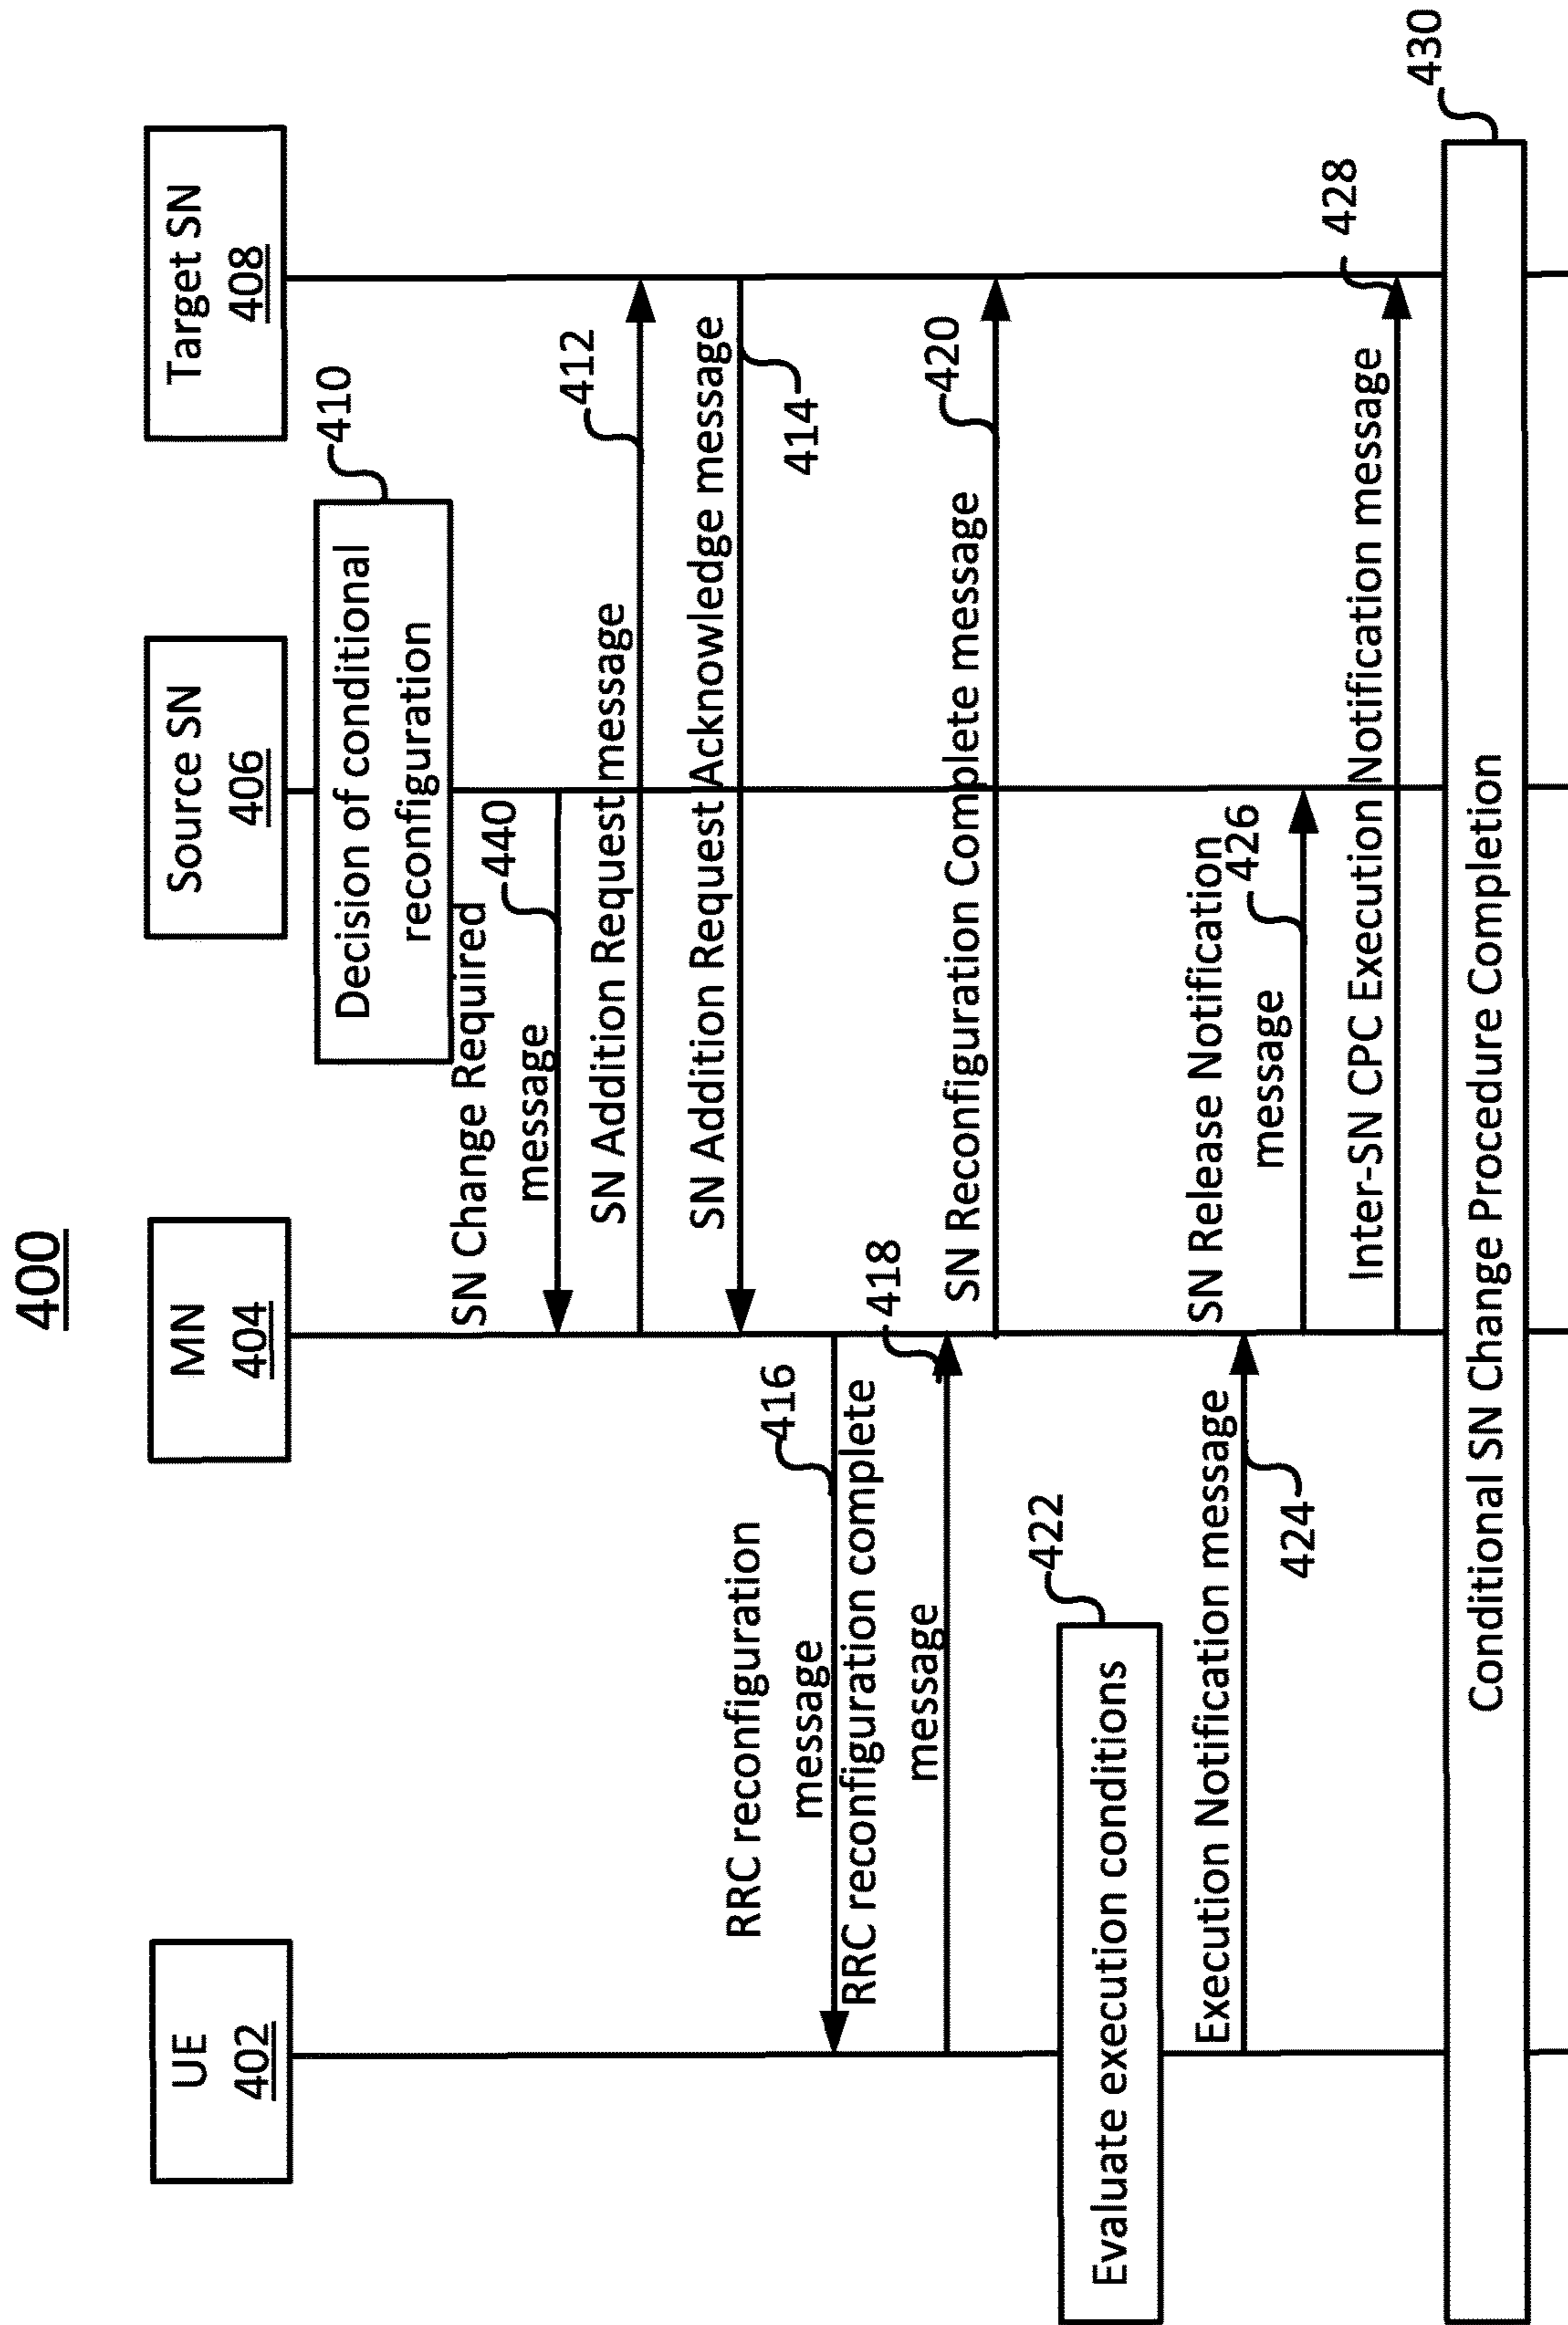 400
UE
402
MN
404
Source SN
406
Target SN
408
Decision of conditional
reconfiguration
410
SN Change Required
message
440
SN Addition Request message
412
SN Addition Request Acknowledge message
414
RRC reconfiguration
message
416
RRC reconfiguration complete
message
418
SN Reconfiguration Complete message
420
Evaluate execution conditions
422
Execution Notification message
424
SN Release Notification
message
426
Inter-SN CPC Execution Notification message
428
Conditional SN Change Procedure Completion
430